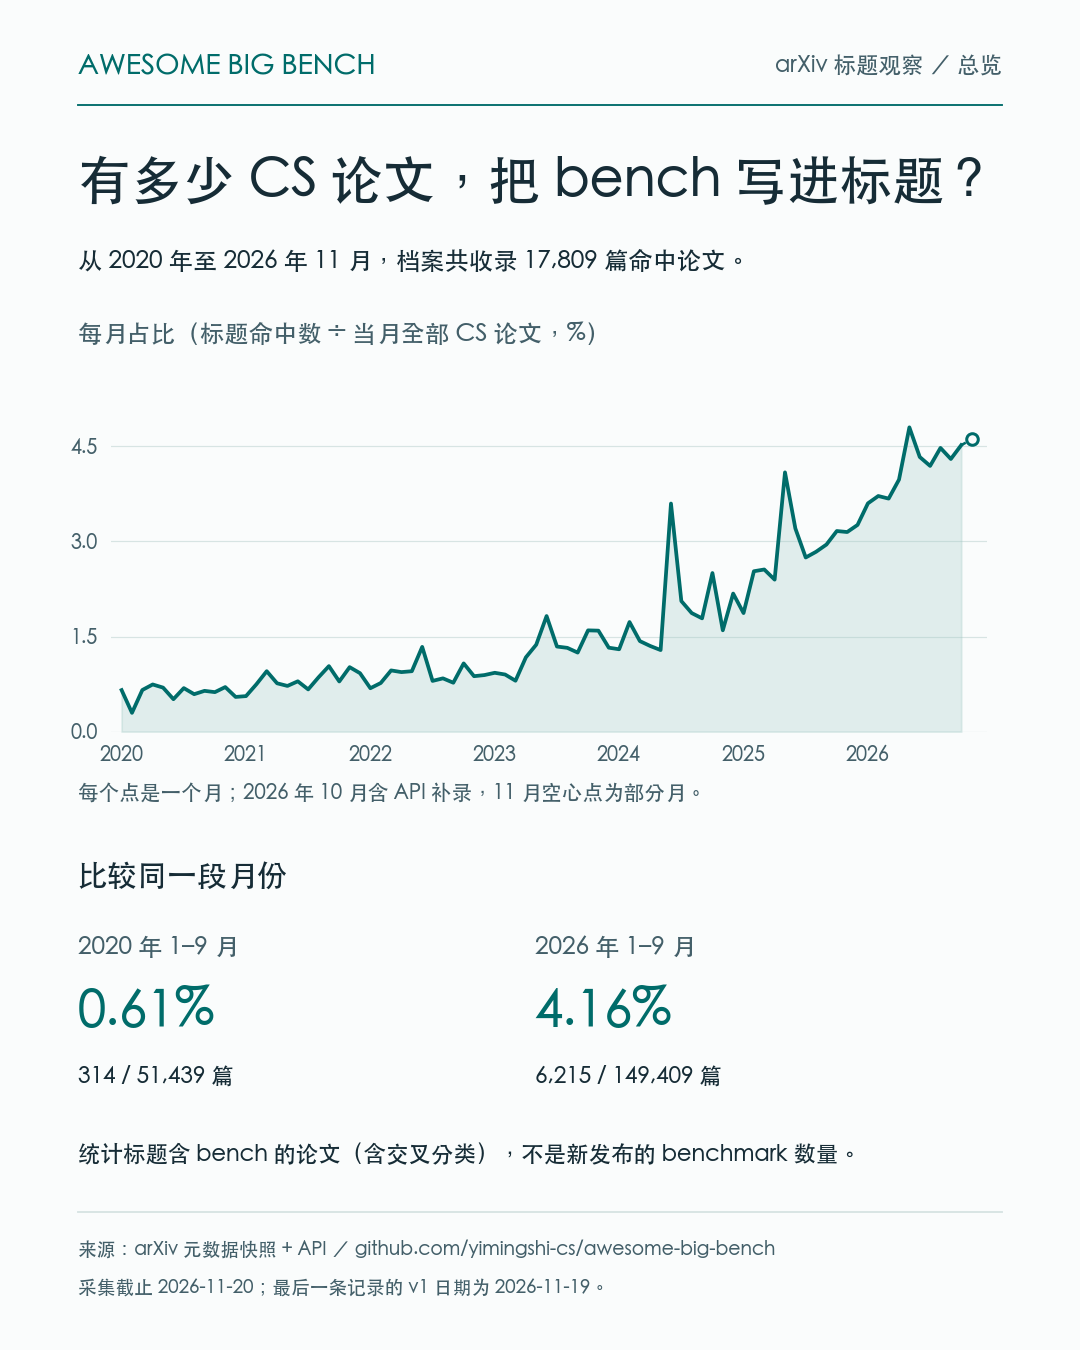 AWESOME BIG BENCH
arXiv 标题观察 / 总览
有多少 CS 论文，把 bench 写进标题？
从 2020 年至 2026 年 11 月，档案共收录 17,809 篇命中论文。
每月占比（标题命中数 ÷ 当月全部 CS 论文，%）
4.5
3.0
1.5
0.0
2020 2021 2022 2023 2024 2025 2026
每个点是一个月；2026 年 10 月含 API 补录，11 月空心点为部分月。
比较同一段月份
2020 年 1–9 月 2026 年 1–9 月
0.61% 4.16%
314 / 51,439 篇 6,215 / 149,409 篇
统计标题含 bench 的论文（含交叉分类），不是新发布的 benchmark 数量。
来源：arXiv 元数据快照 + API / github.com/yimingshi-cs/awesome-big-bench
采集截止 2026-11-20；最后一条记录的 v1 日期为 2026-11-19。